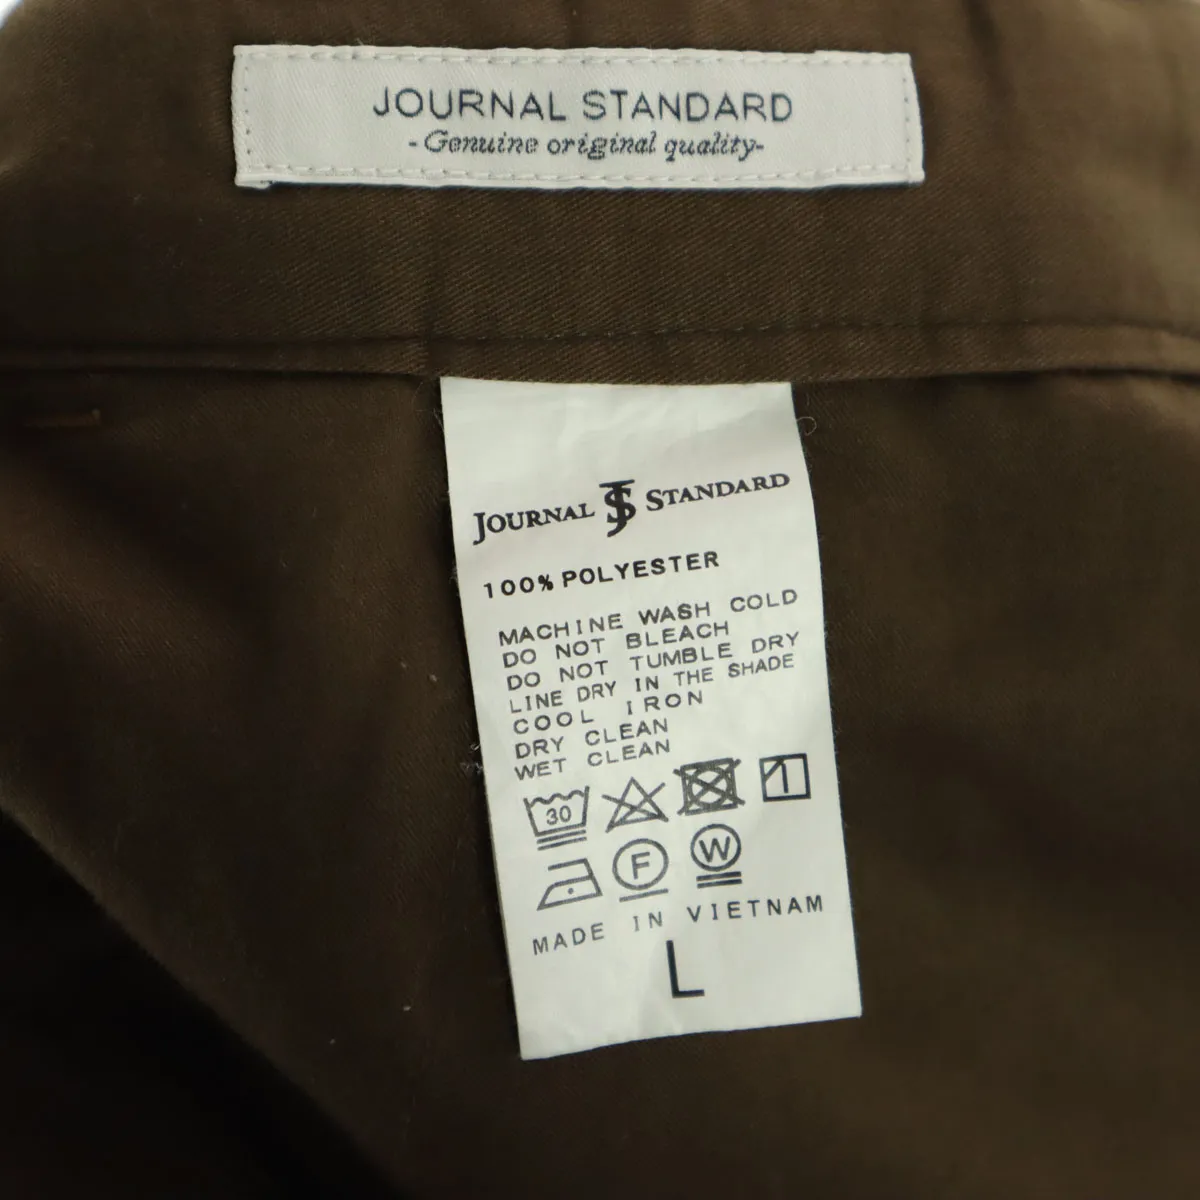 JOURNAL STANDARD
-Genuine original quality-
JOURNAL JS STANDARD
100% POLYESTER
MACHINE WASH COLD
DO NOT BLEACH
DO NOT TUMBLE DRY
LINE DRY IN THE SHADE
COOL IRON
DRY CLEAN
WET CLEAN
30
F W
MADE IN VIETNAM
L